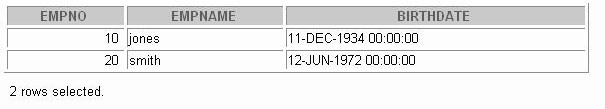 EMPNO EMPNAME BIRTHDATE
10 jones 11-DEC-1934 00:00:00
20 smith 12-JUN-1972 00:00:00
2 rows selected.